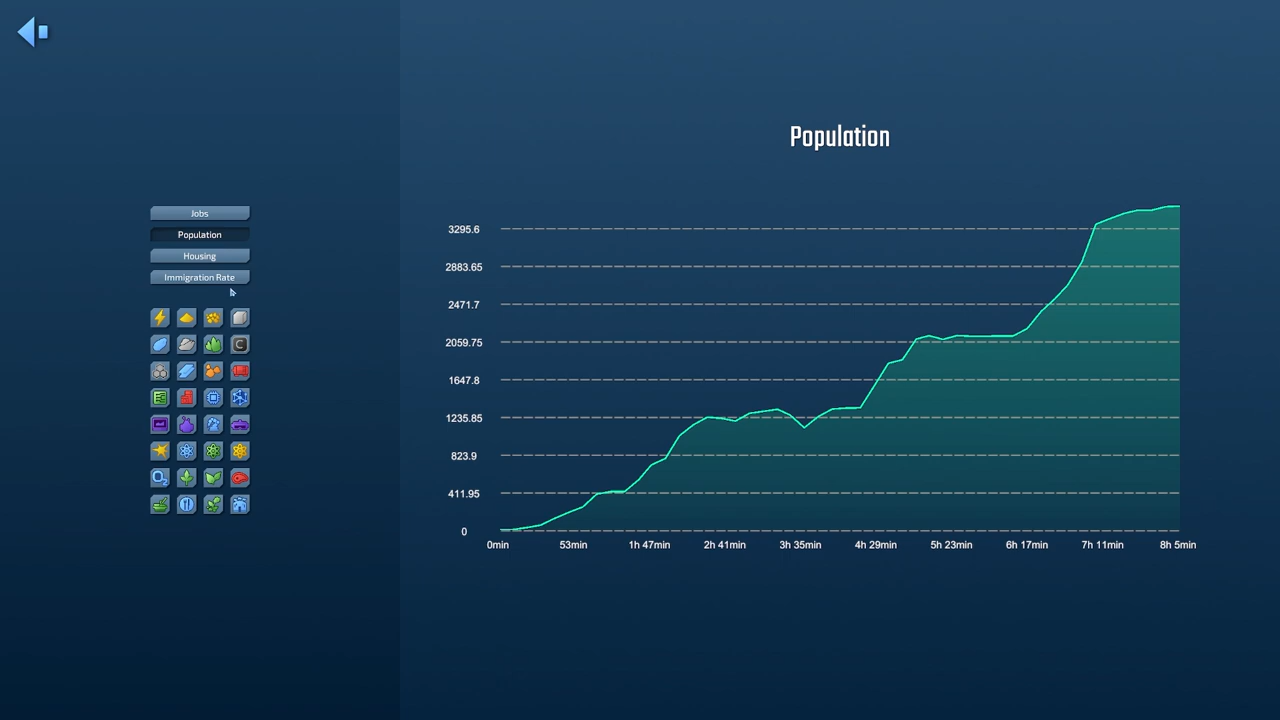 Population
Jobs
Population
Housing
Immigration Rate
C
O2
3295.6
2883.65
2471.7
2059.75
1647.8
1235.85
823.9
411.95
0
0min 53min 1h 47min 2h 41min 3h 35min 4h 29min 5h 23min 6h 17min 7h 11min 8h 5min